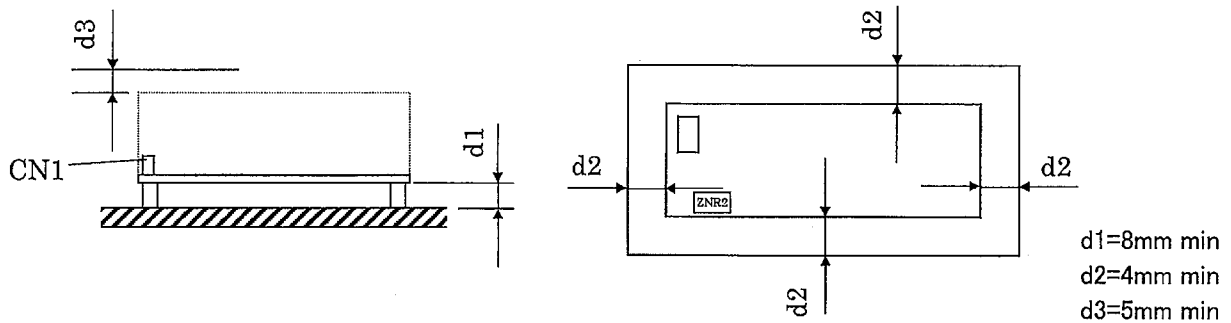 d3
CN1
d1
d2
d2
d2
ZNR2
d2
d1=8mm min
d2=4mm min
d3=5mm min